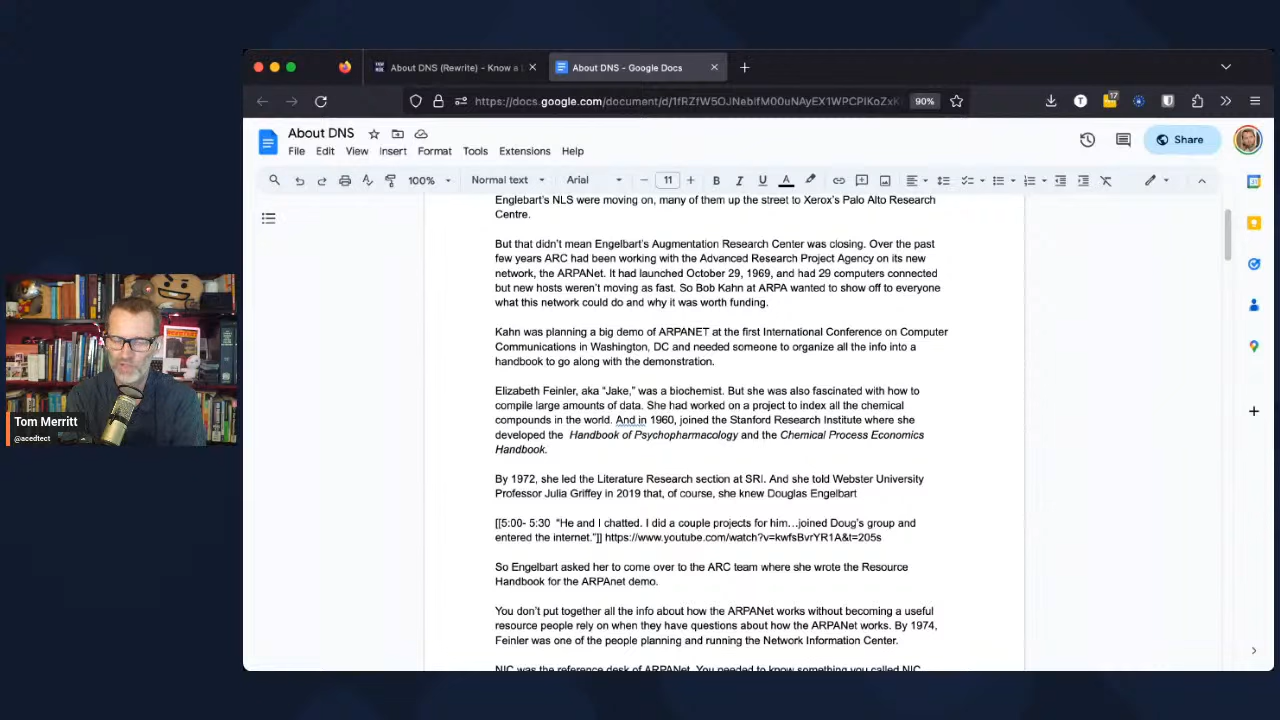 About DNS (Rewrite) - Know a
About DNS - Google Docs
https://docs.google.com/document/d/
90%
17
T
About DNS
Share
File Edit View Insert Format Tools Extensions Help
100% Normal text Arial 11 B I U A
Englebart's NLS were moving on, many of them up the street to Xerox's Palo Alto Research
Centre.
But that didn't mean Engelbart's Augmentation Research Center was closing. Over the past
few years ARC had been working with the Advanced Research Project Agency on its new
network, the ARPANet. It had launched October 29, 1969, and had 29 computers connected
but new hosts weren't moving as fast. So Bob Kahn at ARPA wanted to show off to everyone
what this network could do and why it was worth funding.
Kahn was planning a big demo of ARPANET at the first International Conference on Computer
Communications in Washington, DC and needed someone to organize all the info into a
handbook to go along with the demonstration.
Elizabeth Feinler, aka "Jake," was a biochemist. But she was also fascinated with how to
compile large amounts of data. She had worked on a project to index all the chemical
compounds in the world. And in 1960, joined the Stanford Research Institute where she
developed the Handbook of Psychopharmacology and the Chemical Process Economics
Handbook.
By 1972, she led the Literature Research section at SRI. And she told Webster University
Professor Julia Griffey in 2019 that, of course, she knew Douglas Engelbart
[[5:00- 5:30 "He and I chatted. I did a couple projects for him…joined Doug's group and
entered the internet."]] https://www.youtube.com/watch?v=kwfsBvrYR1A&t=205s
So Engelbart asked her to come over to the ARC team where she wrote the Resource
Handbook for the ARPAnet demo.
You don't put together all the info about how the ARPANet works without becoming a useful
resource people rely on when they have questions about how the ARPANet works. By 1974,
Feinler was one of the people planning and running the Network Information Center.
NIC was the reference desk of ARPANet. You needed to know something you called NIC
Tom Merritt
@acedtect